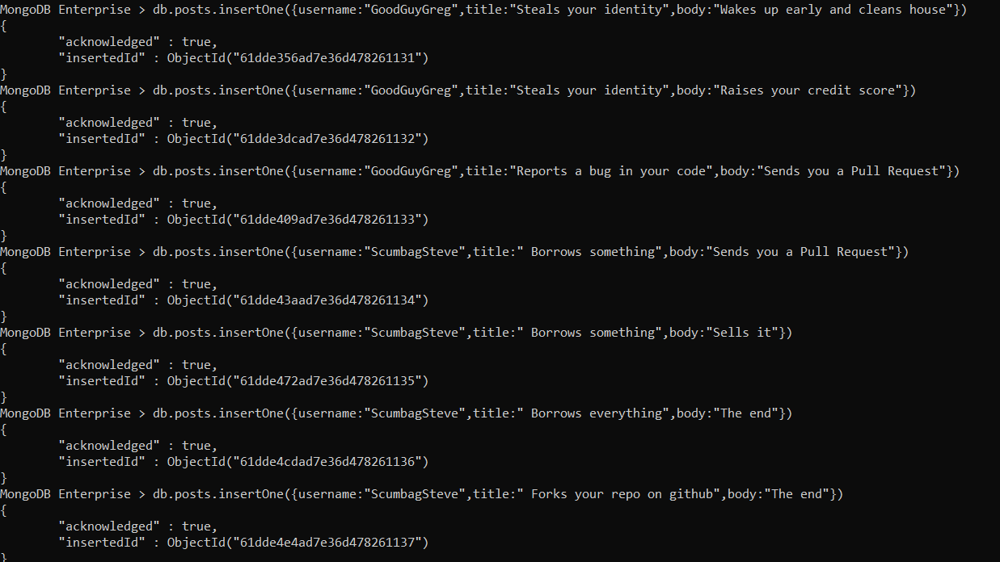 MongoDB Enterprise > db.posts.insertOne({username:"GoodGuyGreg",title:"Steals your identity",body:"Wakes up early and cleans house"})
{
        "acknowledged" : true,
        "insertedId" : ObjectId("61dde356ad7e36d478261131")
}
MongoDB Enterprise > db.posts.insertOne({username:"GoodGuyGreg",title:"Steals your identity",body:"Raises your credit score"})
{
        "acknowledged" : true,
        "insertedId" : ObjectId("61dde3dcad7e36d478261132")
}
MongoDB Enterprise > db.posts.insertOne({username:"GoodGuyGreg",title:"Reports a bug in your code",body:"Sends you a Pull Request"})
{
        "acknowledged" : true,
        "insertedId" : ObjectId("61dde409ad7e36d478261133")
}
MongoDB Enterprise > db.posts.insertOne({username:"ScumbagSteve",title:" Borrows something",body:"Sends you a Pull Request"})
{
        "acknowledged" : true,
        "insertedId" : ObjectId("61dde43aad7e36d478261134")
}
MongoDB Enterprise > db.posts.insertOne({username:"ScumbagSteve",title:" Borrows something",body:"Sells it"})
{
        "acknowledged" : true,
        "insertedId" : ObjectId("61dde472ad7e36d478261135")
}
MongoDB Enterprise > db.posts.insertOne({username:"ScumbagSteve",title:" Borrows everything",body:"The end"})
{
        "acknowledged" : true,
        "insertedId" : ObjectId("61dde4cdad7e36d478261136")
}
MongoDB Enterprise > db.posts.insertOne({username:"ScumbagSteve",title:" Forks your repo on github",body:"The end"})
{
        "acknowledged" : true,
        "insertedId" : ObjectId("61dde4e4ad7e36d478261137")
}